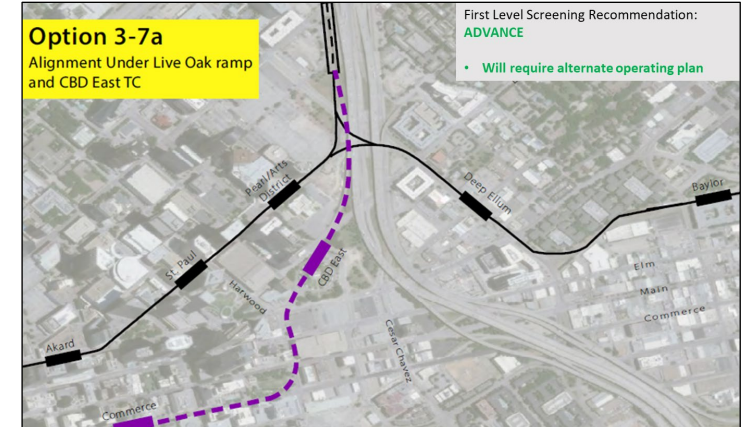 Option 3-7a
Alignment Under Live Oak ramp
and CBD East TC
First Level Screening Recommendation:
ADVANCE
• Will require alternate operating plan
Pearl/Arts
District
Deep Ellum
Baylor
St. Paul
CBD East
Harwood
Elm
Main
Commerce
Cesar Chavez
Akard
Commerce